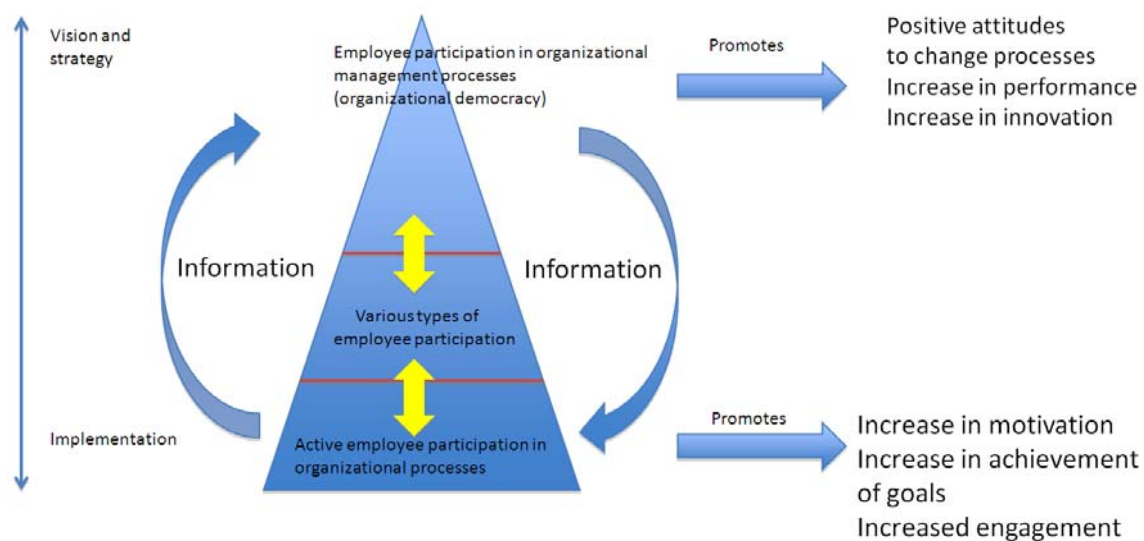 Vision and
strategy
Employee participation in organizational
management processes
(organizational democracy)
Promotes
Positive attitudes
to change processes
Increase in performance
Increase in innovation
Information
Information
Various types of
employee participation
Implementation
Active employee participation in
organizational processes
Promotes
Increase in motivation
Increase in achievement
of goals
Increased engagement